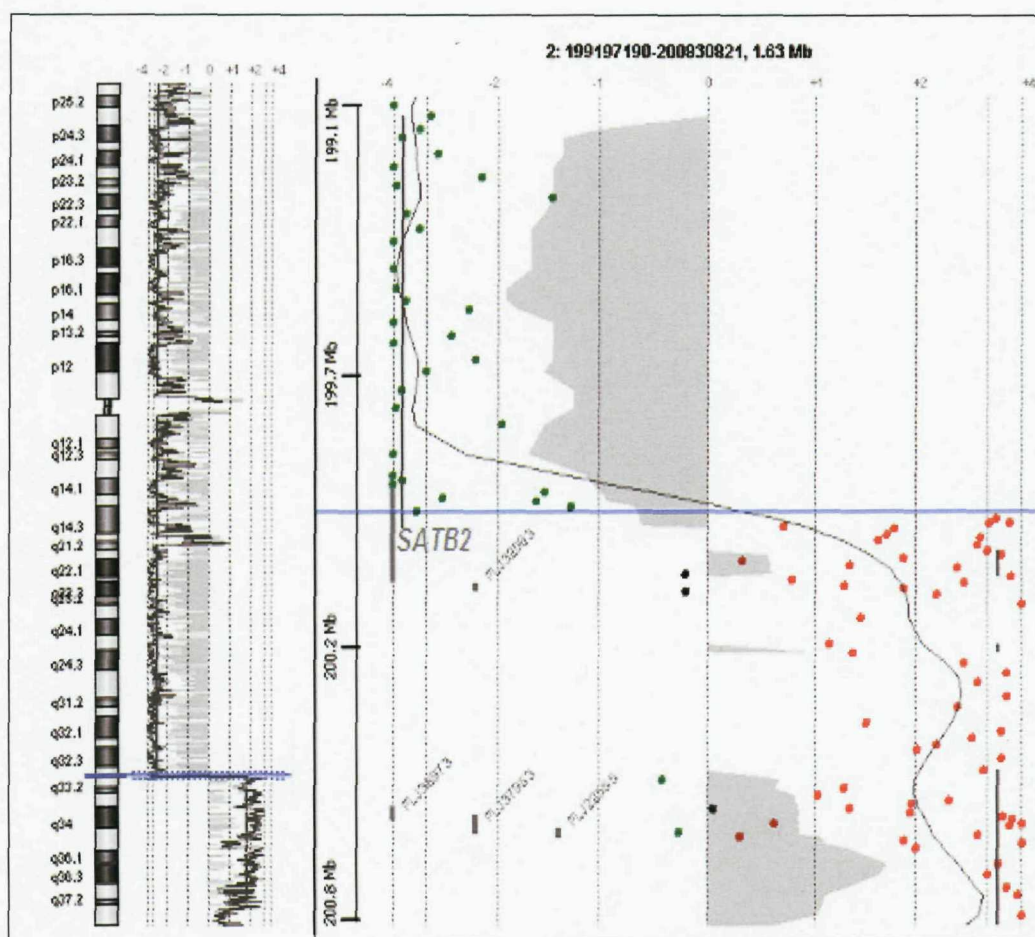 2: 199197190-200830821, 1.63 Mb
-4 -2 -1 0 +1 +2 +4
-4 -2 -1 0 +1 +2 +4
p25.2
p24.3
p24.1
p23.2
p22.3
p22.1
p16.3
p16.1
p14
p13.2
p12
q12.1
q12.3
q14.1
q14.3
q21.2
q22.1
q24.1
q24.3
q31.2
q32.1
q32.3
q33.2
q34
q36.1
q36.3
q37.2
199.1 Mb
199.7 Mb
200.2 Mb
200.8 Mb
SATB2